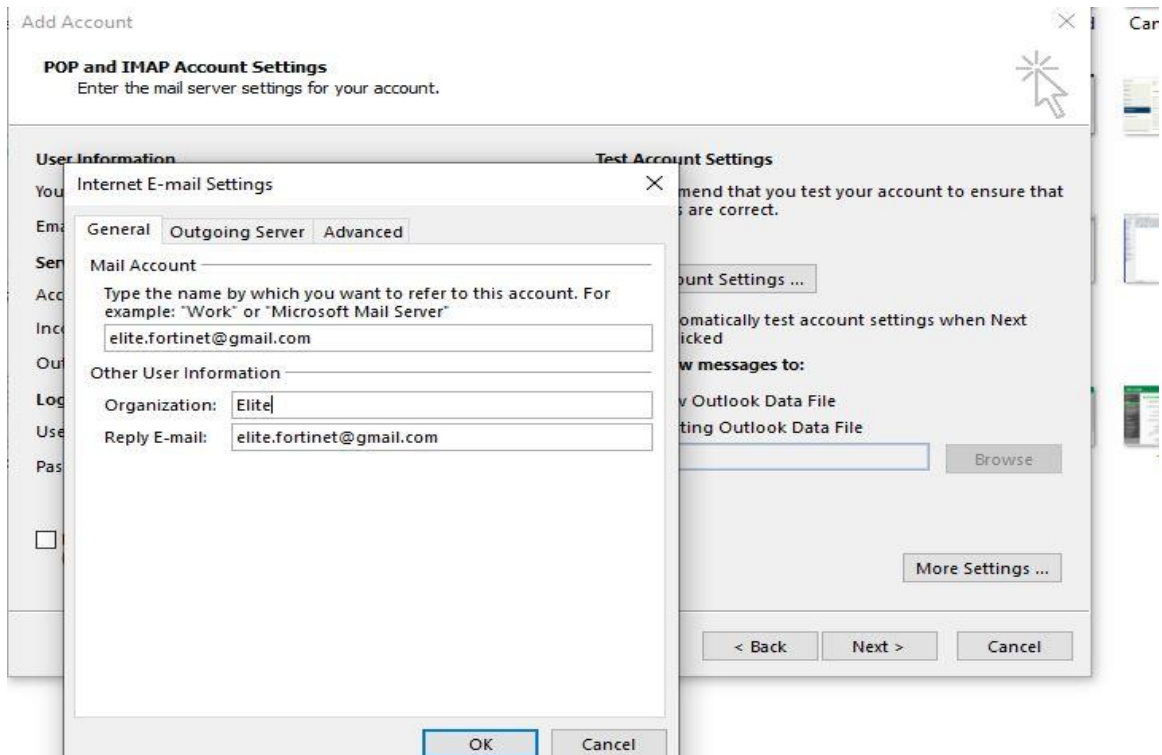 Add Account
POP and IMAP Account Settings
Enter the mail server settings for your account.
User Information
Test Account Settings
Internet E-mail Settings
General Outgoing Server Advanced
Mail Account
Type the name by which you want to refer to this account. For
example: "Work" or "Microsoft Mail Server"
elite.fortinet@gmail.com
Other User Information
Organization: Elite
Reply E-mail: elite.fortinet@gmail.com
OK Cancel
that you test your account to ensure that
are correct.
Settings ...
test account settings when Next
messages to:
Outlook Data File
Outlook Data File
Browse
More Settings ...
< Back Next > Cancel